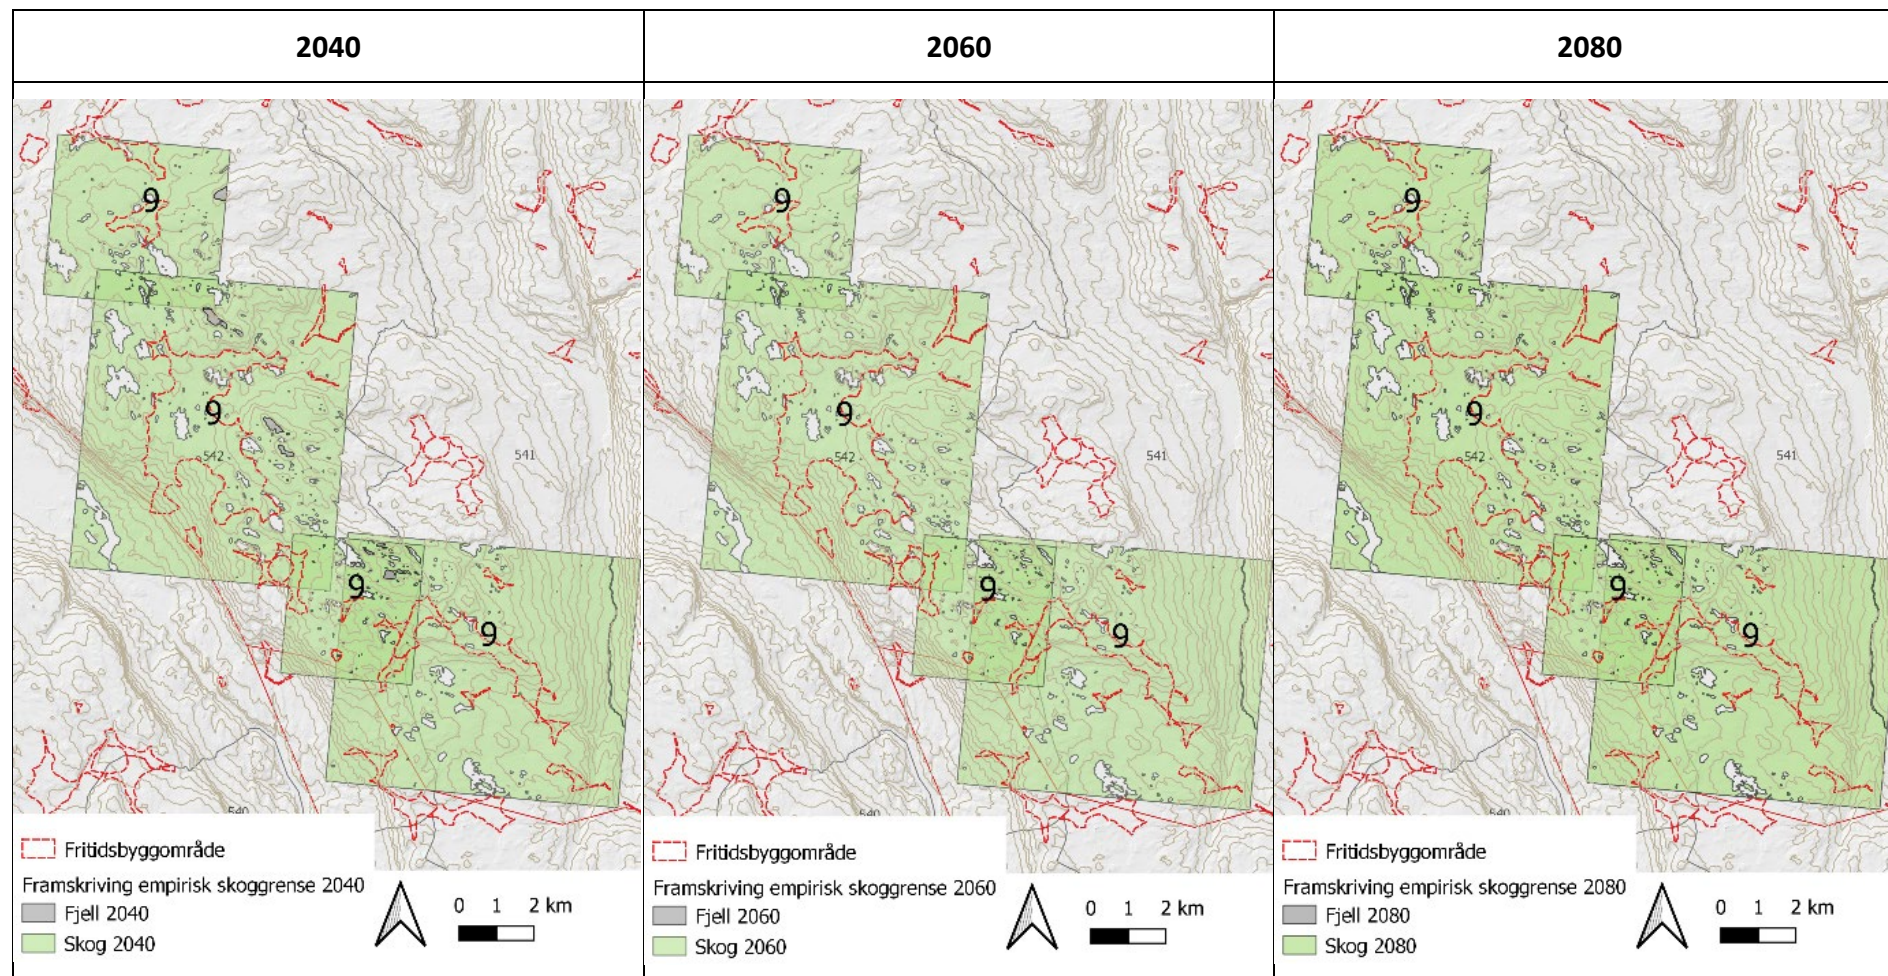 2040
2060
2080
9
9
542
541
9
9
540
Fritidsbyggområde
Framskriving empirisk skoggrense 2040
Fjell 2040
Skog 2040
0 1 2 km
9
9
542
541
9
9
540
Fritidsbyggområde
Framskriving empirisk skoggrense 2060
Fjell 2060
Skog 2060
0 1 2 km
9
9
542
541
9
9
540
Fritidsbyggområde
Framskriving empirisk skoggrense 2080
Fjell 2080
Skog 2080
0 1 2 km